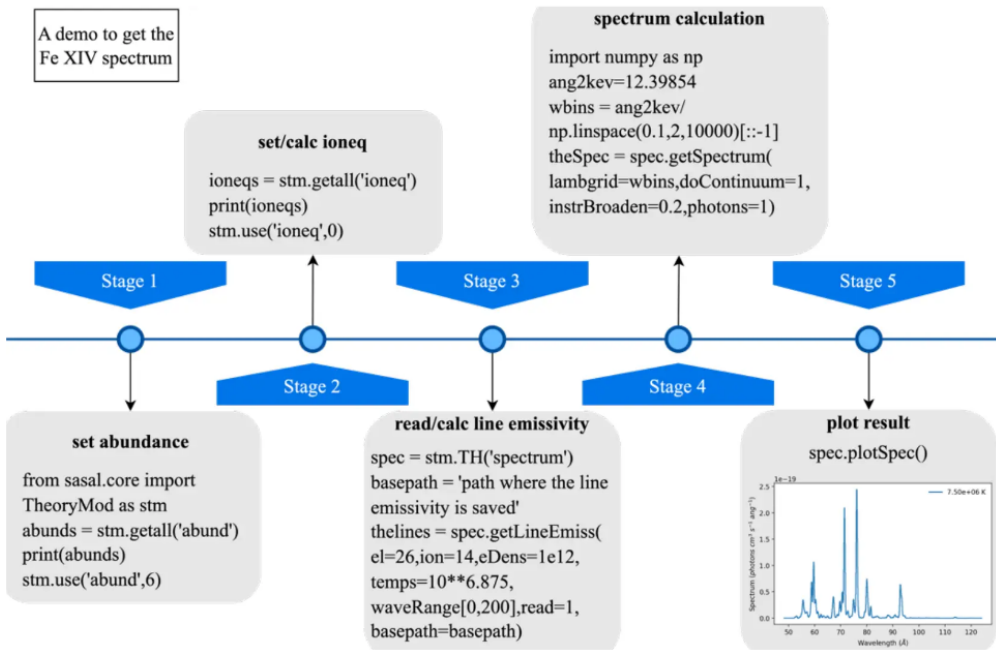 A demo to get the
Fe XIV spectrum
set/calc ioneq
ioneqs = stm.getall('ioneq')
print(ioneqs)
stm.use('ioneq',0)
spectrum calculation
import numpy as np
ang2kev=12.39854
wbins = ang2kev/
np.linspace(0.1,2,10000)[::-1]
theSpec = spec.getSpectrum(
lambgrid=wbins,doContinuum=1,
instrBroaden=0.2,photons=1)
Stage 1
Stage 3
Stage 5
Stage 2
Stage 4
set abundance
from sasal.core import
TheoryMod as stm
abunds = stm.getall('abund')
print(abunds)
stm.use('abund',6)
read/calc line emissivity
spec = stm.TH('spectrum')
basepath = 'path where the line
emissivity is saved'
thelines = spec.getLineEmiss(
el=26,ion=14,eDens=1e12,
temps=10**6.875,
waveRange[0,200],read=1,
basepath=basepath)
plot result
spec.plotSpec()
1e−19
7.50e+06 K
Spectrum (photons cm³ s⁻¹ ang⁻¹)
2.5
2.0
1.5
1.0
0.5
0.0
50 60 70 80 90 100 110 120
Wavelength (Å)